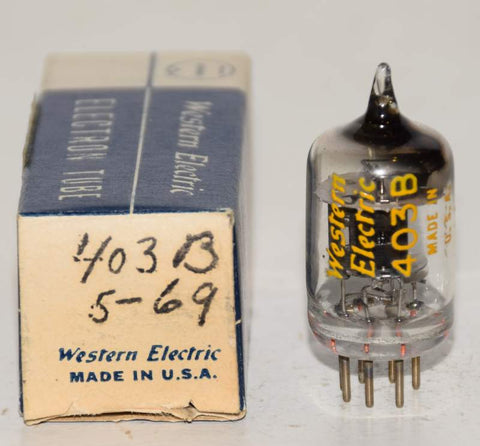 Western Electric
ELECTRON TUBE
403B
5-69
Western Electric
MADE IN U.S.A.
Western
Electric
403B
MADE IN
U.S.A.